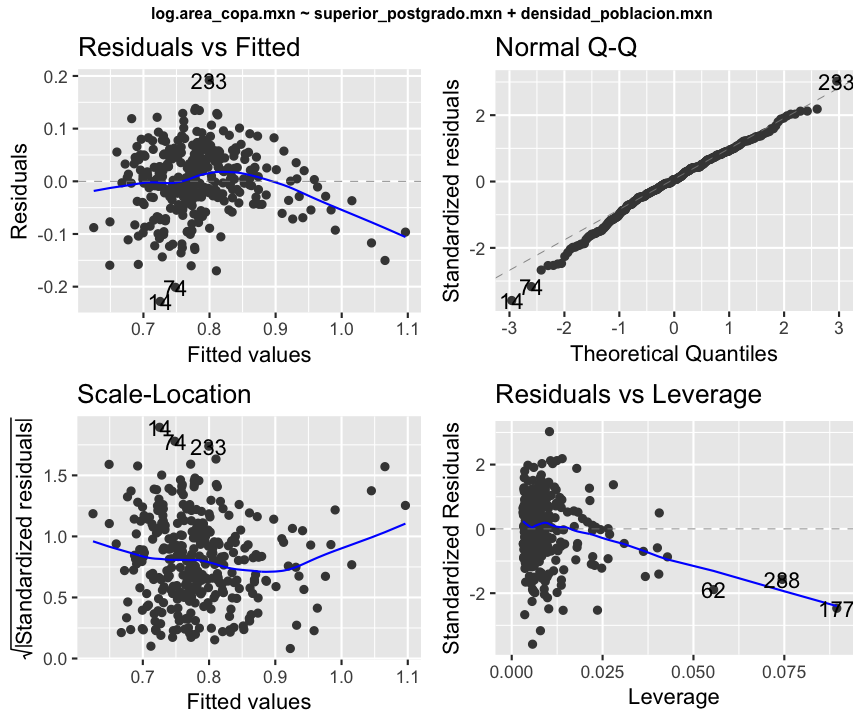 log.area_copa.mxn ~ superior_postgrado.mxn + densidad_poblacion.mxn
Residuals vs Fitted
Residuals
0.2
0.1
0.0
-0.1
-0.2
233
74
14
0.7 0.8 0.9 1.0 1.1
Fitted values
Normal Q-Q
Standardized residuals
2
0
-2
233
74
14
-3 -2 -1 0 1 2 3
Theoretical Quantiles
Scale-Location
√|Standardized residuals|
1.5
1.0
0.5
0.0
14
74
233
0.7 0.8 0.9 1.0 1.1
Fitted values
Residuals vs Leverage
Standardized Residuals
2
0
-2
62
288
177
0.000 0.025 0.050 0.075
Leverage